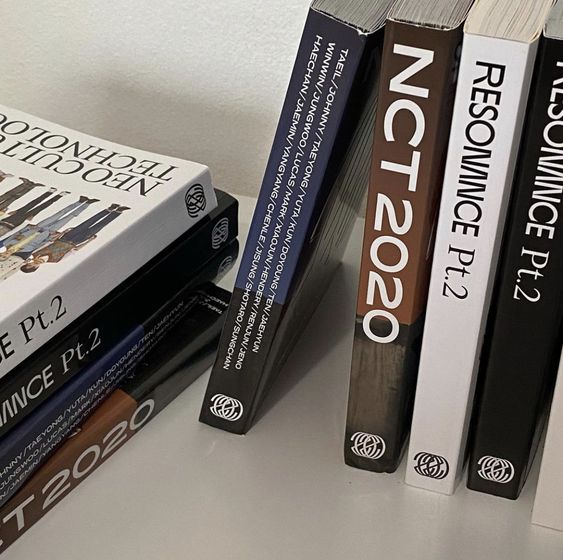 NEO CULTURE
TECHNOLOGY
Pt.2
Pt.2
NCT 2020
TAEIL/JOHNNY/TAEYONG/YUTA/KUN/DOYOUNG/TEN/JAEHYUN
WINWIN/JUNGWOO/LUCAS/MARK/XIAOJUN/HENDERY/RENJUN/JENO
HAECHAN/JAEMIN/YANGYANG/CHENLE/JISUNG/SHOTARO/SUNGCHAN
NCT 2020
RESONANCE Pt.2
RESONANCE Pt.2